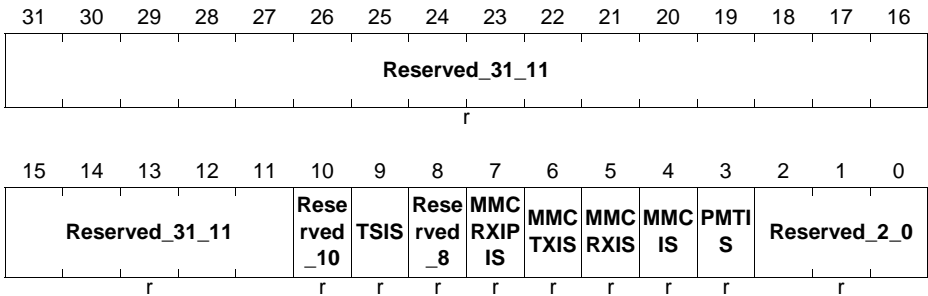 31 30 29 28 27 26 25 24 23 22 21 20 19 18 17 16
Reserved_31_11
r
15 14 13 12 11 10 9 8 7 6 5 4 3 2 1 0
Reserved_31_11
Rese
rved
_10
TSIS
Rese
rved
_8
MMC
RXIP
IS
MMC
TXIS
MMC
RXIS
MMC
IS
PMTI
S
Reserved_2_0
r r r r r r r r r r